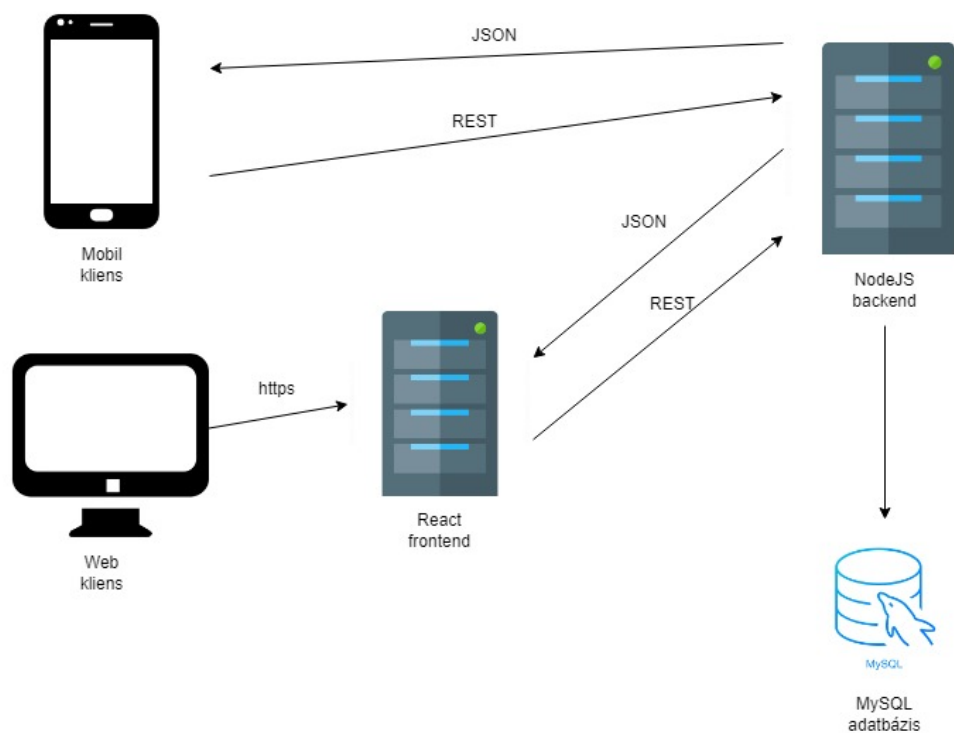 JSON
REST
Mobil
kliens
JSON
NodeJS
backend
REST
https
React
frontend
Web
kliens
MySQL
MySQL
adatbázis